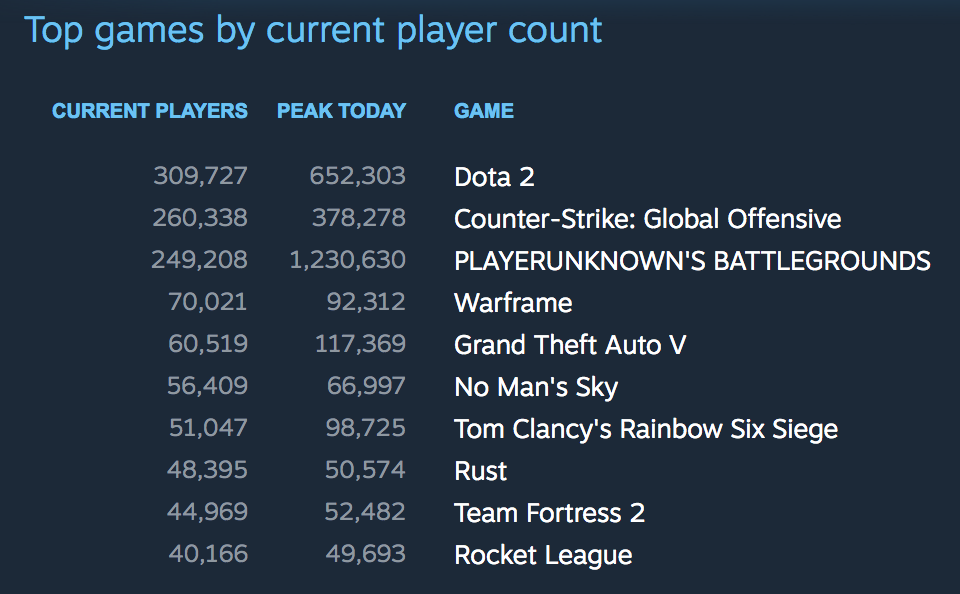 Top games by current player count
CURRENT PLAYERS PEAK TODAY GAME
309,727 652,303 Dota 2
260,338 378,278 Counter-Strike: Global Offensive
249,208 1,230,630 PLAYERUNKNOWN'S BATTLEGROUNDS
70,021 92,312 Warframe
60,519 117,369 Grand Theft Auto V
56,409 66,997 No Man's Sky
51,047 98,725 Tom Clancy's Rainbow Six Siege
48,395 50,574 Rust
44,969 52,482 Team Fortress 2
40,166 49,693 Rocket League